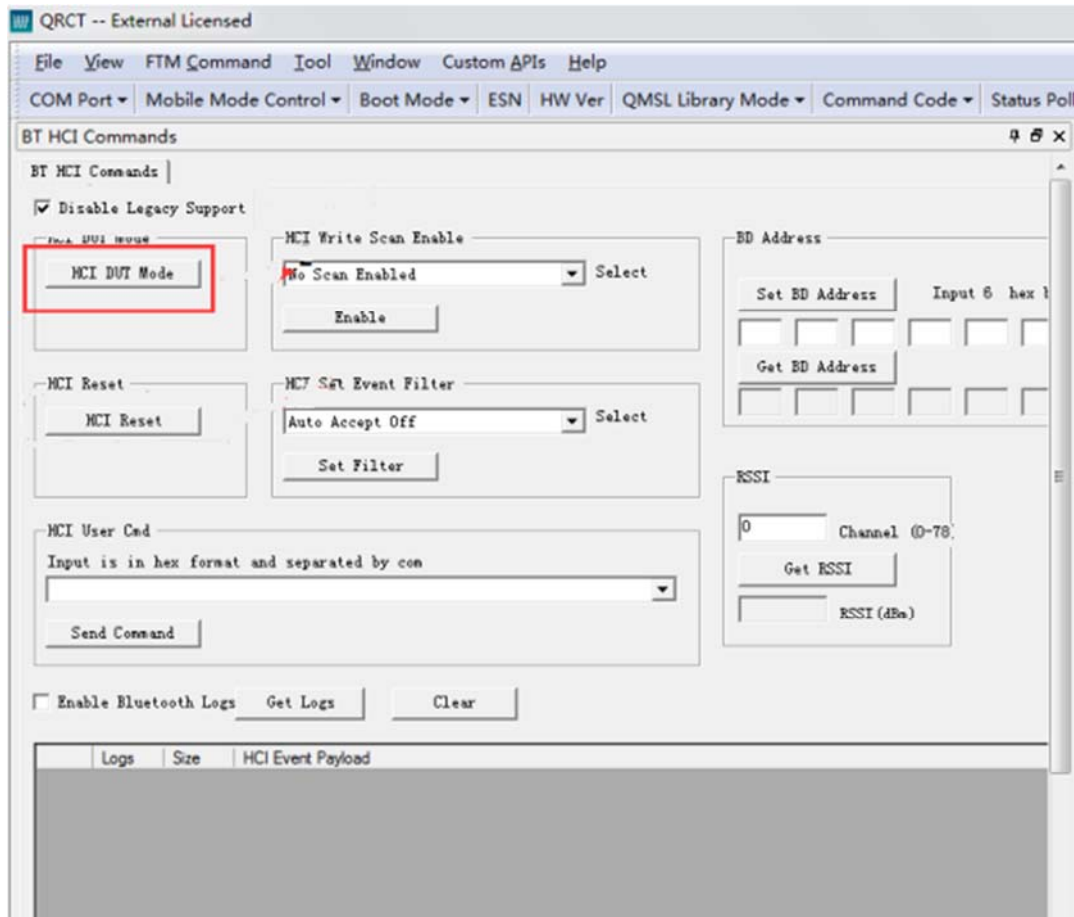 QRCT -- External Licensed
File View FTM Command Tool Window Custom APIs Help
COM Port Mobile Mode Control Boot Mode ESN HW Ver QMSL Library Mode Command Code Status Poll
BT HCI Commands
BT HCI Commands
Disable Legacy Support
HCI DUT Mode
HCI DUT Mode
HCI Write Scan Enable
No Scan Enabled Select
Enable
BD Address
Set BD Address Input 6 hex
Get BD Address
HCI Reset
HCI Reset
HCI Set Event Filter
Auto Accept Off Select
Set Filter
RSSI
0 Channel (0-78)
Get RSSI
RSSI(dBm)
HCI User Cmd
Input is in hex format and separated by com
Send Command
Enable Bluetooth Logs Get Logs Clear
Logs Size HCI Event Payload